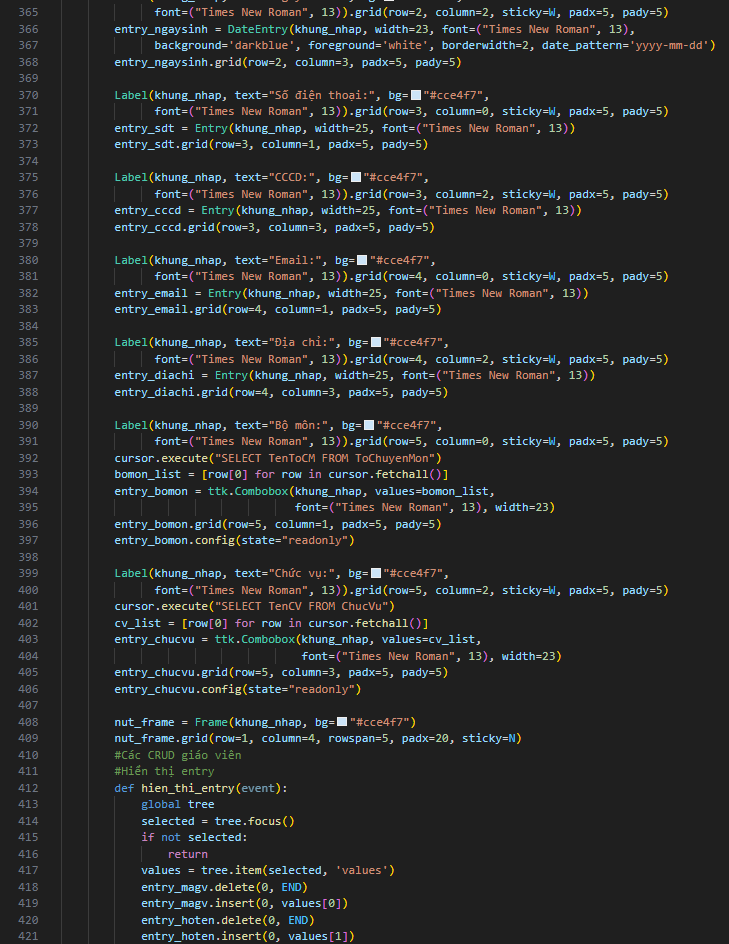 365 font=("Times New Roman", 13)).grid(row=2, column=2, sticky=W, padx=5, pady=5)
366 entry_ngaysinh = DateEntry(khung_nhap, width=23, font=("Times New Roman", 13),
367 background='darkblue', foreground='white', borderwidth=2, date_pattern='yyyy-mm-dd')
368 entry_ngaysinh.grid(row=2, column=3, padx=5, pady=5)
369
370 Label(khung_nhap, text="Số điện thoại:", bg="#cce4f7",
371 font=("Times New Roman", 13)).grid(row=3, column=0, sticky=W, padx=5, pady=5)
372 entry_sdt = Entry(khung_nhap, width=25, font=("Times New Roman", 13))
373 entry_sdt.grid(row=3, column=1, padx=5, pady=5)
374
375 Label(khung_nhap, text="CCCD:", bg="#cce4f7",
376 font=("Times New Roman", 13)).grid(row=3, column=2, sticky=W, padx=5, pady=5)
377 entry_cccd = Entry(khung_nhap, width=25, font=("Times New Roman", 13))
378 entry_cccd.grid(row=3, column=3, padx=5, pady=5)
379
380 Label(khung_nhap, text="Email:", bg="#cce4f7",
381 font=("Times New Roman", 13)).grid(row=4, column=0, sticky=W, padx=5, pady=5)
382 entry_email = Entry(khung_nhap, width=25, font=("Times New Roman", 13))
383 entry_email.grid(row=4, column=1, padx=5, pady=5)
384
385 Label(khung_nhap, text="Địa chỉ:", bg="#cce4f7",
386 font=("Times New Roman", 13)).grid(row=4, column=2, sticky=W, padx=5, pady=5)
387 entry_diachi = Entry(khung_nhap, width=25, font=("Times New Roman", 13))
388 entry_diachi.grid(row=4, column=3, padx=5, pady=5)
389
390 Label(khung_nhap, text="Bộ môn:", bg="#cce4f7",
391 font=("Times New Roman", 13)).grid(row=5, column=0, sticky=W, padx=5, pady=5)
392 cursor.execute("SELECT TenToCM FROM ToChuyenMon")
393 bomon_list = [row[0] for row in cursor.fetchall()]
394 entry_bomon = ttk.Combobox(khung_nhap, values=bomon_list,
395 font=("Times New Roman", 13), width=23)
396 entry_bomon.grid(row=5, column=1, padx=5, pady=5)
397 entry_bomon.config(state="readonly")
398
399 Label(khung_nhap, text="Chức vụ:", bg="#cce4f7",
400 font=("Times New Roman", 13)).grid(row=5, column=2, sticky=W, padx=5, pady=5)
401 cursor.execute("SELECT TenCV FROM ChucVu")
402 cv_list = [row[0] for row in cursor.fetchall()]
403 entry_chucvu = ttk.Combobox(khung_nhap, values=cv_list,
404 font=("Times New Roman", 13), width=23)
405 entry_chucvu.grid(row=5, column=3, padx=5, pady=5)
406 entry_chucvu.config(state="readonly")
407
408 nut_frame = Frame(khung_nhap, bg="#cce4f7")
409 nut_frame.grid(row=1, column=4, rowspan=5, padx=20, sticky=N)
410 #Các CRUD giáo viên
411 #Hiển thị entry
412 def hien_thi_entry(event):
413 global tree
414 selected = tree.focus()
415 if not selected:
416 return
417 values = tree.item(selected, 'values')
418 entry_magv.delete(0, END)
419 entry_magv.insert(0, values[0])
420 entry_hoten.delete(0, END)
421 entry_hoten.insert(0, values[1])